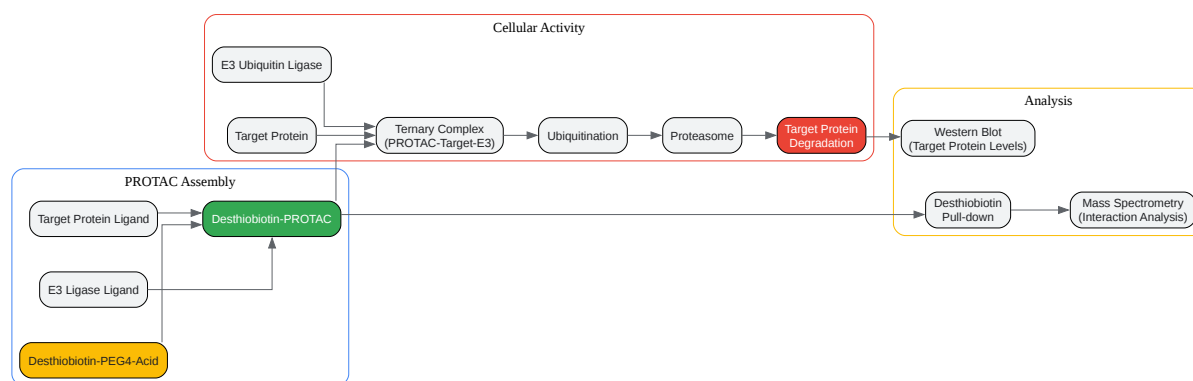 Cellular Activity
E3 Ubiquitin Ligase
Target Protein
Ternary Complex
(PROTAC-Target-E3)
Ubiquitination
Proteasome
Target Protein
Degradation
Analysis
Western Blot
(Target Protein Levels)
Desthiobiotin
Pull-down
Mass Spectrometry
(Interaction Analysis)
PROTAC Assembly
Target Protein Ligand
Desthiobiotin-PROTAC
E3 Ligase Ligand
Desthiobiotin-PEG4-Acid